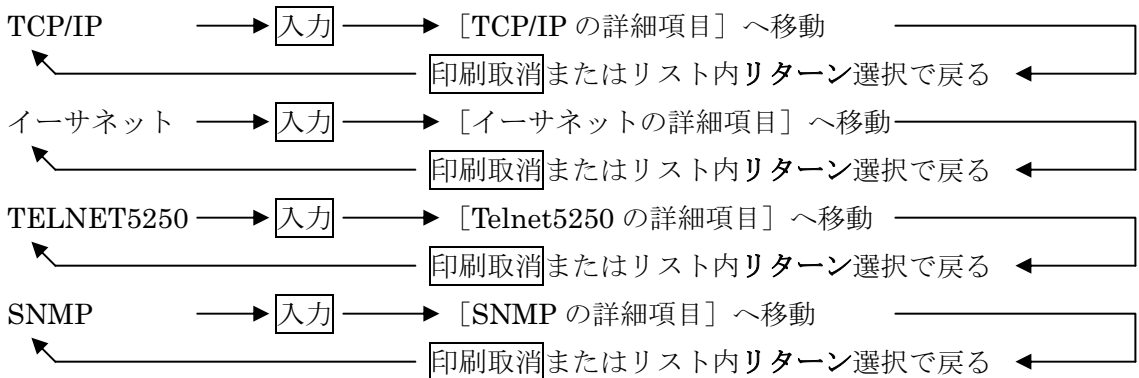 TCP/IP 入力 ［TCP/IP の詳細項目］へ移動
印刷取消またはリスト内リターン選択で戻る
イーサネット 入力 ［イーサネットの詳細項目］へ移動
印刷取消またはリスト内リターン選択で戻る
TELNET5250 入力 ［Telnet5250 の詳細項目］へ移動
印刷取消またはリスト内リターン選択で戻る
SNMP 入力 ［SNMP の詳細項目］へ移動
印刷取消またはリスト内リターン選択で戻る